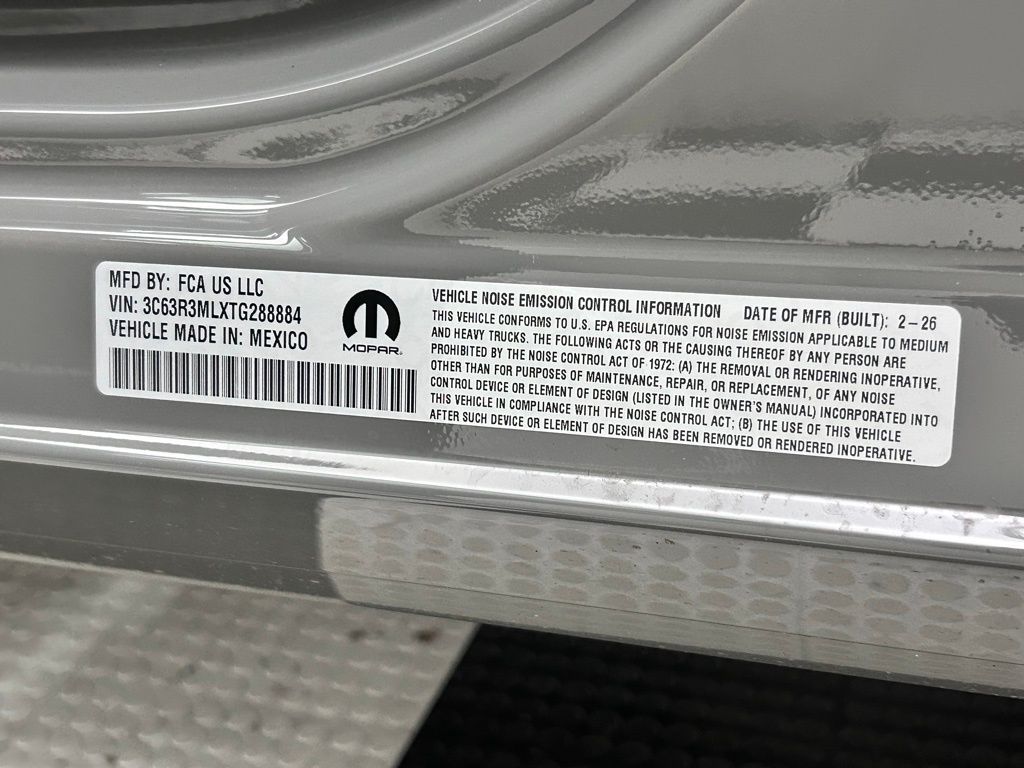 MFD BY: FCA US LLC
VIN: 3C63R3MLXTG288884
VEHICLE MADE IN: MEXICO
MOPAR®
VEHICLE NOISE EMISSION CONTROL INFORMATION DATE OF MFR (BUILT): 2-26
THIS VEHICLE CONFORMS TO U.S. EPA REGULATIONS FOR NOISE EMISSION APPLICABLE TO MEDIUM
AND HEAVY TRUCKS. THE FOLLOWING ACTS OR THE CAUSING THEREOF BY ANY PERSON ARE
PROHIBITED BY THE NOISE CONTROL ACT OF 1972: (A) THE REMOVAL OR RENDERING INOPERATIVE,
OTHER THAN FOR PURPOSES OF MAINTENANCE, REPAIR, OR REPLACEMENT, OF ANY NOISE
CONTROL DEVICE OR ELEMENT OF DESIGN (LISTED IN THE OWNER'S MANUAL) INCORPORATED INTO
THIS VEHICLE IN COMPLIANCE WITH THE NOISE CONTROL ACT; (B) THE USE OF THIS VEHICLE
AFTER SUCH DEVICE OR ELEMENT OF DESIGN HAS BEEN REMOVED OR RENDERED INOPERATIVE.